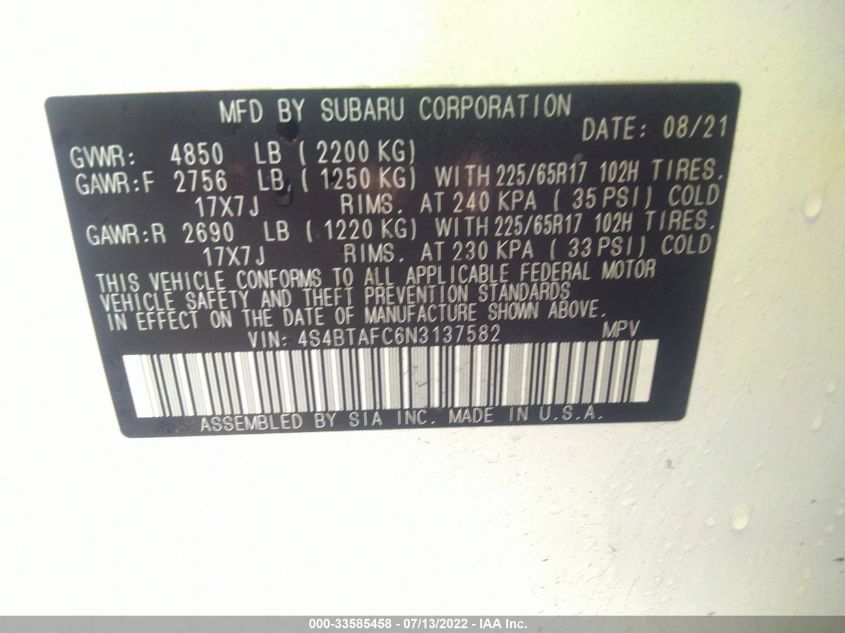 MFD BY SUBARU CORPORATION
DATE: 08/21
GVWR: 4850 LB ( 2200 KG)
GAWR:F 2756 LB ( 1250 KG) WITH 225/65R17 102H TIRES.
17X7J RIMS. AT 240 KPA ( 35 PSI) COLD
GAWR:R 2690 LB ( 1220 KG) WITH 225/65R17 102H TIRES.
17X7J RIMS. AT 230 KPA ( 33 PSI) COLD
THIS VEHICLE CONFORMS TO ALL APPLICABLE FEDERAL MOTOR
VEHICLE SAFETY AND THEFT PREVENTION STANDARDS
IN EFFECT ON THE DATE OF MANUFACTURE SHOWN ABOVE.
VIN: 4S4BTAFC6N3137582 MPV
ASSEMBLED BY SIA INC. MADE IN U.S.A.
000-33585458 - 07/13/2022 - IAA Inc.